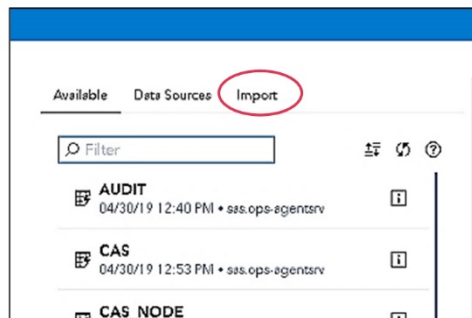 Available Data Sources Import
Filter
AUDIT
04/30/19 12:40 PM • sas.ops-agentsrv
CAS
04/30/19 12:53 PM • sas.ops-agentsrv
CAS_NODE